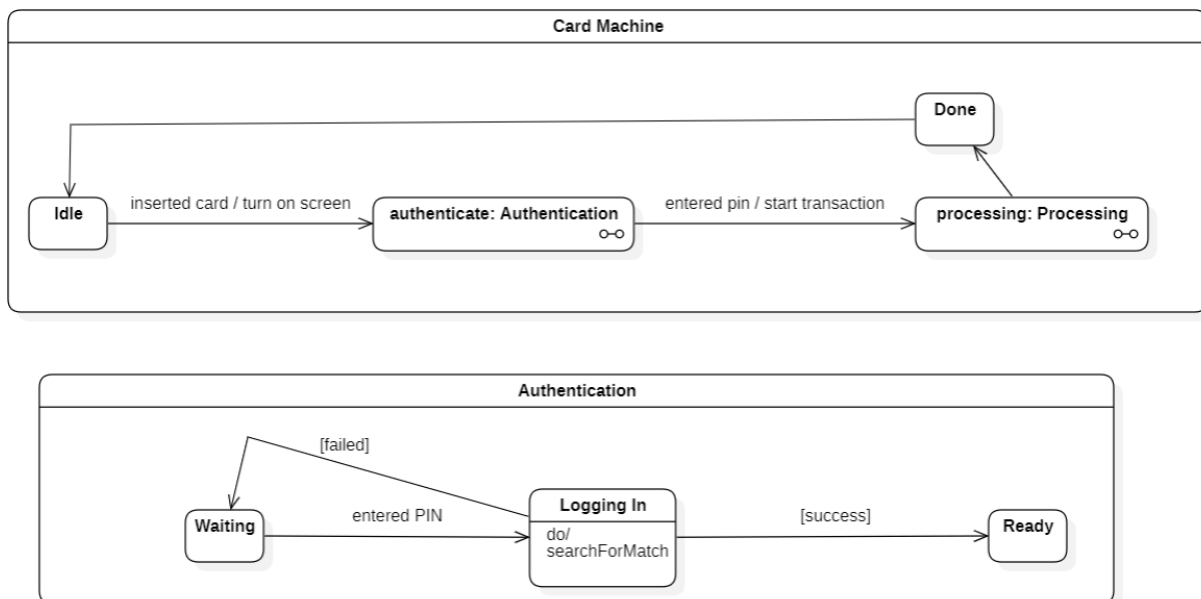 Card Machine
Done
Idle
inserted card / turn on screen
authenticate: Authentication
entered pin / start transaction
processing: Processing
Authentication
[failed]
Waiting
entered PIN
Logging In
do/
searchForMatch
[success]
Ready